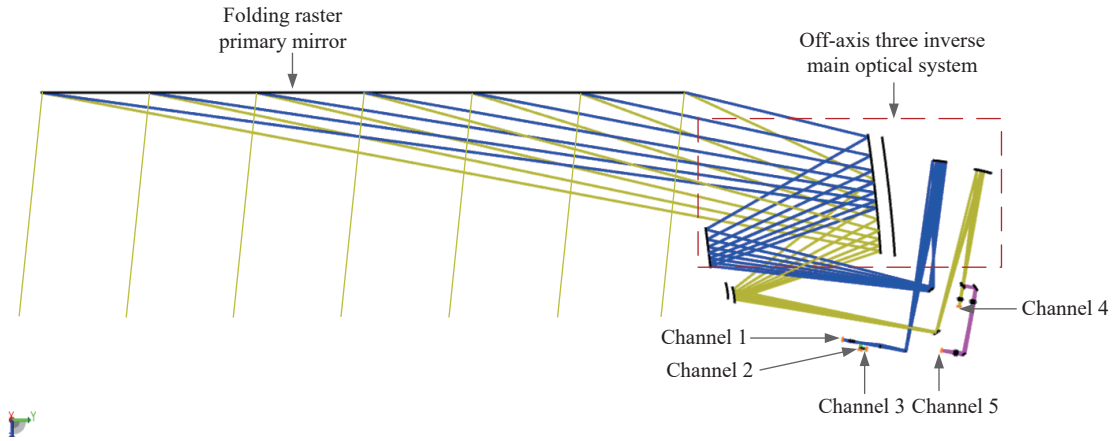 Folding raster
primary mirror
Off-axis three inverse
main optical system
Channel 4
Channel 1
Channel 2
Channel 3
Channel 5
X
Y